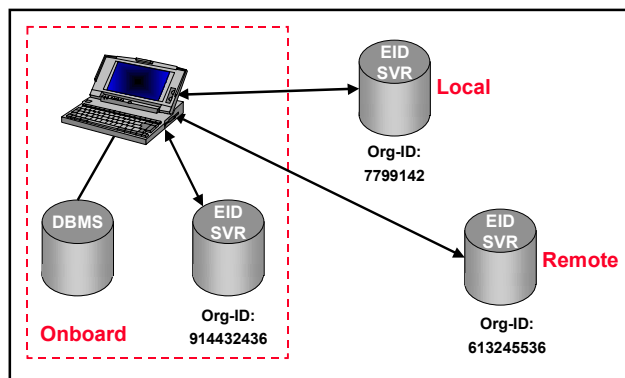 EID
SVR
Local
Org-ID:
7799142
DBMS
EID
SVR
Onboard
Org-ID:
914432436
EID
SVR
Remote
Org-ID:
613245536